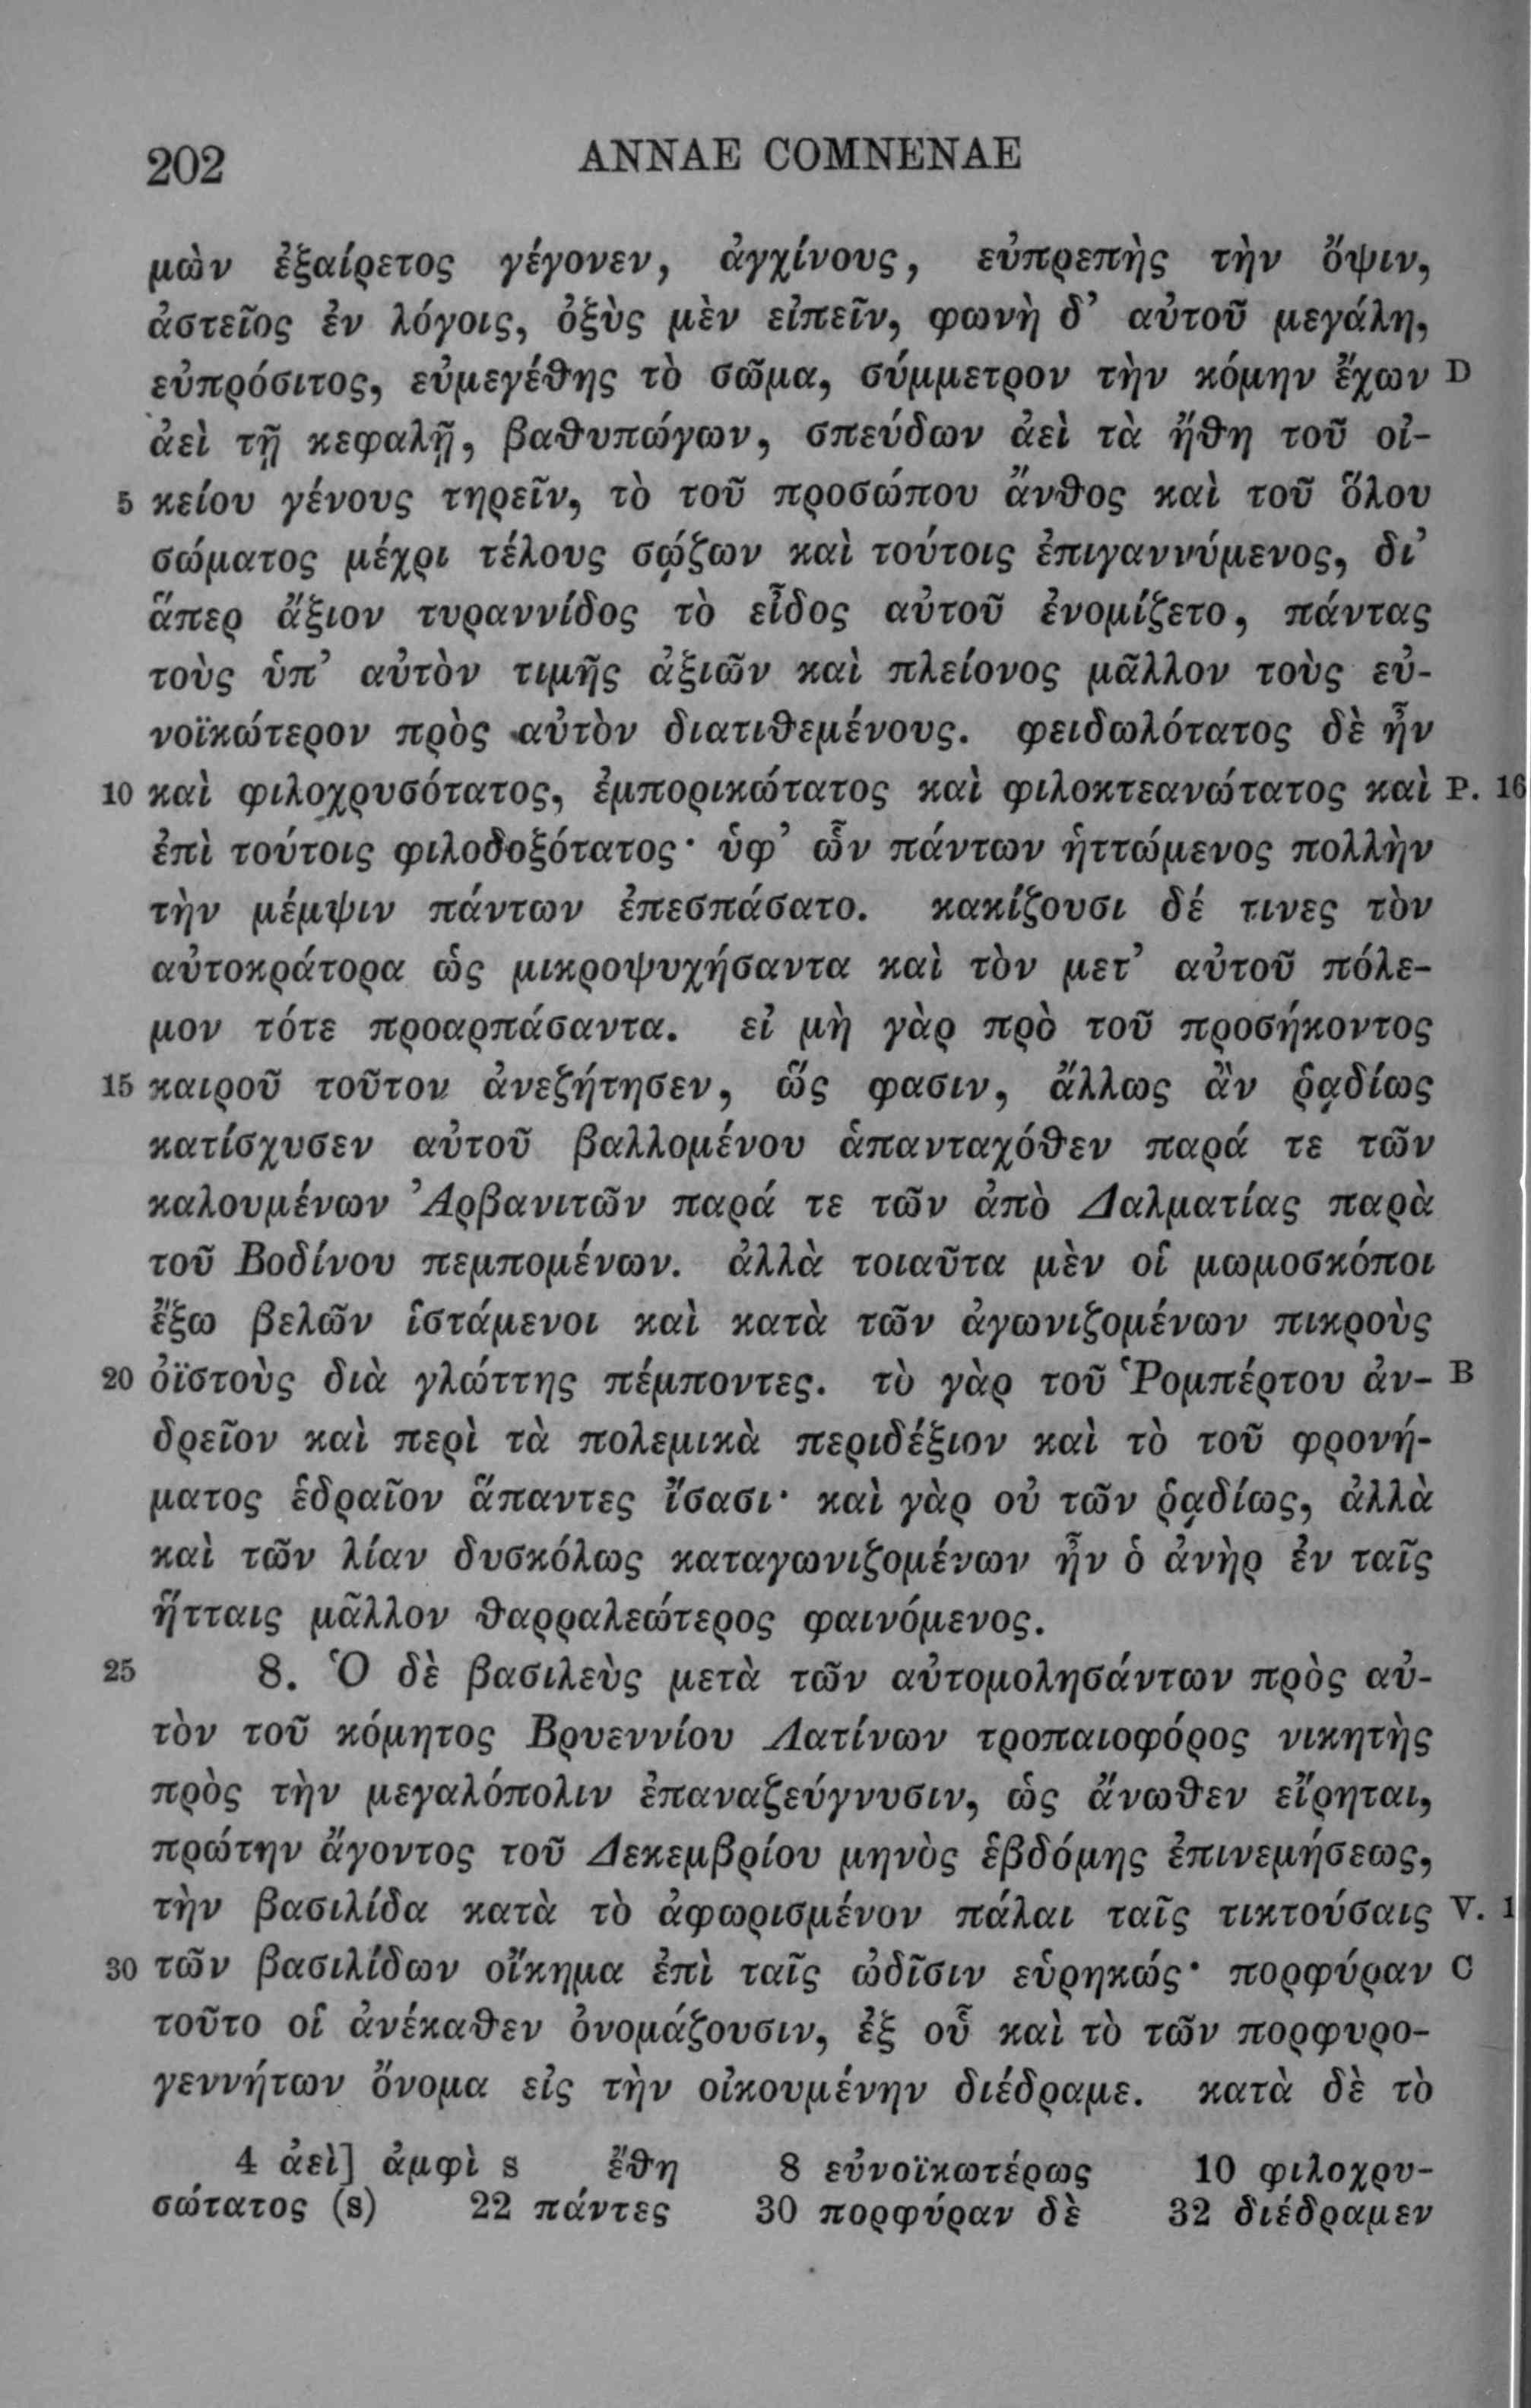 202 ANNAE COMNENAE
μὼν ἐξαίρετος γέγονεν, ἀγχίνους, εὐπρεπὴς τὴν ὄψιν,
ἀστεῖος ἐν λόγοις, ὀξὺς μὲν εἰπεῖν, φωνὴ δ’ αὐτοῦ μεγάλη,
εὐπρόσιτος, εὐμεγέθης τὸ σῶμα, σύμμετρον τὴν κόμην ἔχων D
ἀεὶ τῇ κεφαλῇ, βαθυπώγων, σπεύδων ἀεὶ τὰ ἤθη τοῦ οἰ-
5 κείου γένους τηρεῖν, τὸ τοῦ προσώπου ἄνθος καὶ τοῦ ὅλου
σώματος μέχρι τέλους σῴζων καὶ τούτοις ἐπιγαννύμενος, δι’
ἅπερ ἄξιον τυραννίδος τὸ εἶδος αὐτοῦ ἐνομίζετο, πάντας
τοὺς ὑπ’ αὐτὸν τιμῆς ἀξιῶν καὶ πλείονος μᾶλλον τοὺς εὐ-
νοϊκώτερον πρὸς αὐτὸν διατιθεμένους. φειδωλότατος δὲ ἦν
10 καὶ φιλοχρυσότατος, ἐμπορικώτατος καὶ φιλοκτεανώτατος καὶ P. 16
ἐπὶ τούτοις φιλοδοξότατος· ὑφ’ ὧν πάντων ἡττώμενος πολλὴν
τὴν μέμψιν πάντων ἐπεσπάσατο. κακίζουσι δέ τινες τὸν
αὐτοκράτορα ὡς μικροψυχήσαντα καὶ τὸν μετ’ αὐτοῦ πόλε-
μον τότε προαρπάσαντα. εἰ μὴ γὰρ πρὸ τοῦ προσήκοντος
15 καιροῦ τοῦτον ἀνεζήτησεν, ὥς φασιν, ἄλλως ἂν ῥᾳδίως
κατίσχυσεν αὐτοῦ βαλλομένου ἁπανταχόθεν παρά τε τῶν
καλουμένων Ἀρβανιτῶν παρά τε τῶν ἀπὸ Δαλματίας παρὰ
τοῦ Βοδίνου πεμπομένων. ἀλλὰ τοιαῦτα μὲν οἱ μωμοσκόποι
ἔξω βελῶν ἱστάμενοι καὶ κατὰ τῶν ἀγωνιζομένων πικροὺς
20 ὀϊστοὺς διὰ γλώττης πέμποντες. τὸ γὰρ τοῦ Ῥομπέρτου ἀν- B
δρεῖον καὶ περὶ τὰ πολεμικὰ περιδέξιον καὶ τὸ τοῦ φρονή-
ματος ἑδραῖον ἅπαντες ἴσασι· καὶ γὰρ οὐ τῶν ῥᾳδίως, ἀλλὰ
καὶ τῶν λίαν δυσκόλως καταγωνιζομένων ἦν ὁ ἀνὴρ ἐν ταῖς
ἥτταις μᾶλλον θαρραλεώτερος φαινόμενος.
25 8. Ὁ δὲ βασιλεὺς μετὰ τῶν αὐτομολησάντων πρὸς αὐ-
τὸν τοῦ κόμητος Βρυεννίου Λατίνων τροπαιοφόρος νικητὴς
πρὸς τὴν μεγαλόπολιν ἐπαναζεύγνυσιν, ὡς ἄνωθεν εἴρηται,
πρώτην ἄγοντος τοῦ Δεκεμβρίου μηνὸς ἑβδόμης ἐπινεμήσεως,
τὴν βασιλίδα κατὰ τὸ ἀφωρισμένον πάλαι ταῖς τικτούσαις V. 1
30 τῶν βασιλίδων οἴκημα ἐπὶ ταῖς ὠδῖσιν εὑρηκώς· πορφύραν C
τοῦτο οἱ ἀνέκαθεν ὀνομάζουσιν, ἐξ οὗ καὶ τὸ τῶν πορφυρο-
γεννήτων ὄνομα εἰς τὴν οἰκουμένην διέδραμε. κατὰ δὲ τὸ
4 ἀεὶ] ἀμφὶ s ἔθη 8 εὐνοϊκωτέρως 10 φιλοχρυ-
σώτατος (s) 22 πάντες 30 πορφύραν δὲ 32 διέδραμεν